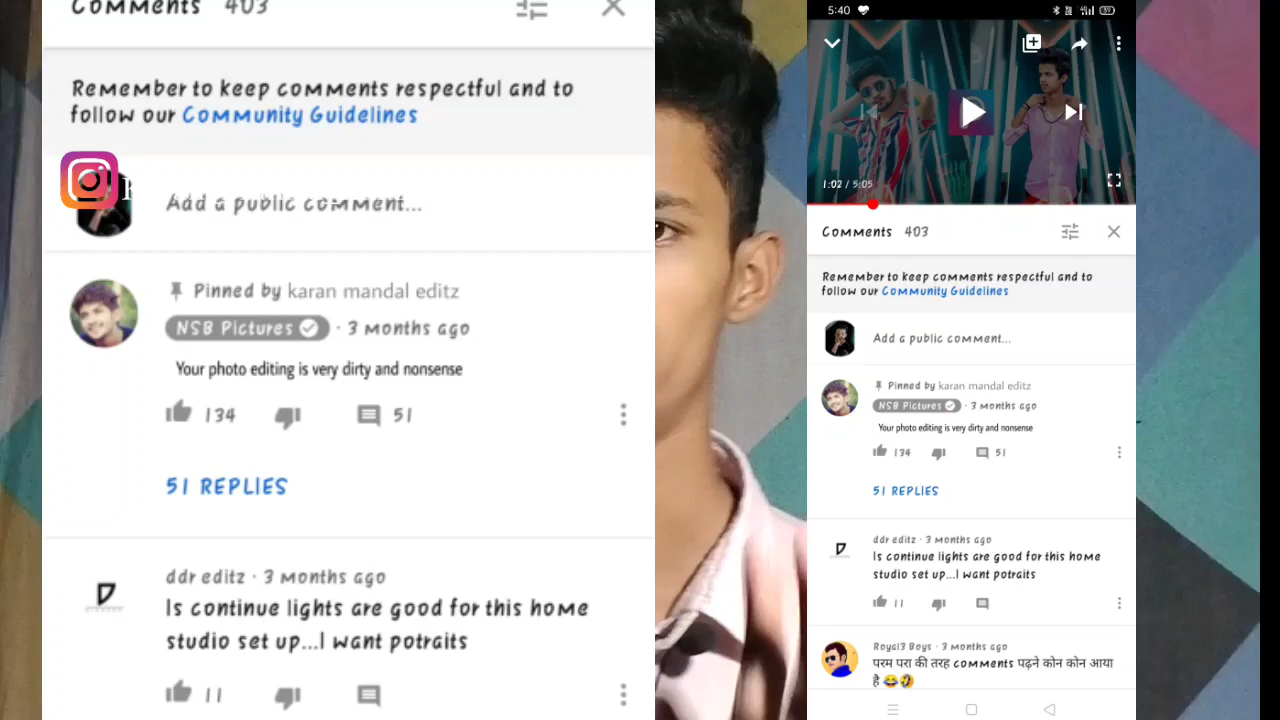 Comments 403
Remember to keep comments respectful and to
follow our Community Guidelines
Add a public comment...
Pinned by karan mandal editz
NSB Pictures · 3 months ago
Your photo editing is very dirty and nonsense
134 51
51 REPLIES
ddr editz · 3 months ago
Is continue lights are good for this home
studio set up...I want potraits
11
5:40
1:02 / 5:05
Comments 403
Remember to keep comments respectful and to
follow our Community Guidelines
Add a public comment...
Pinned by karan mandal editz
NSB Pictures · 3 months ago
Your photo editing is very dirty and nonsense
134 51
51 REPLIES
ddr editz · 3 months ago
Is continue lights are good for this home
studio set up...I want potraits
11
Royal3 Boys · 3 months ago
परम परा की तरह comments पढ़ने कोन कोन आया
है 😂🤣